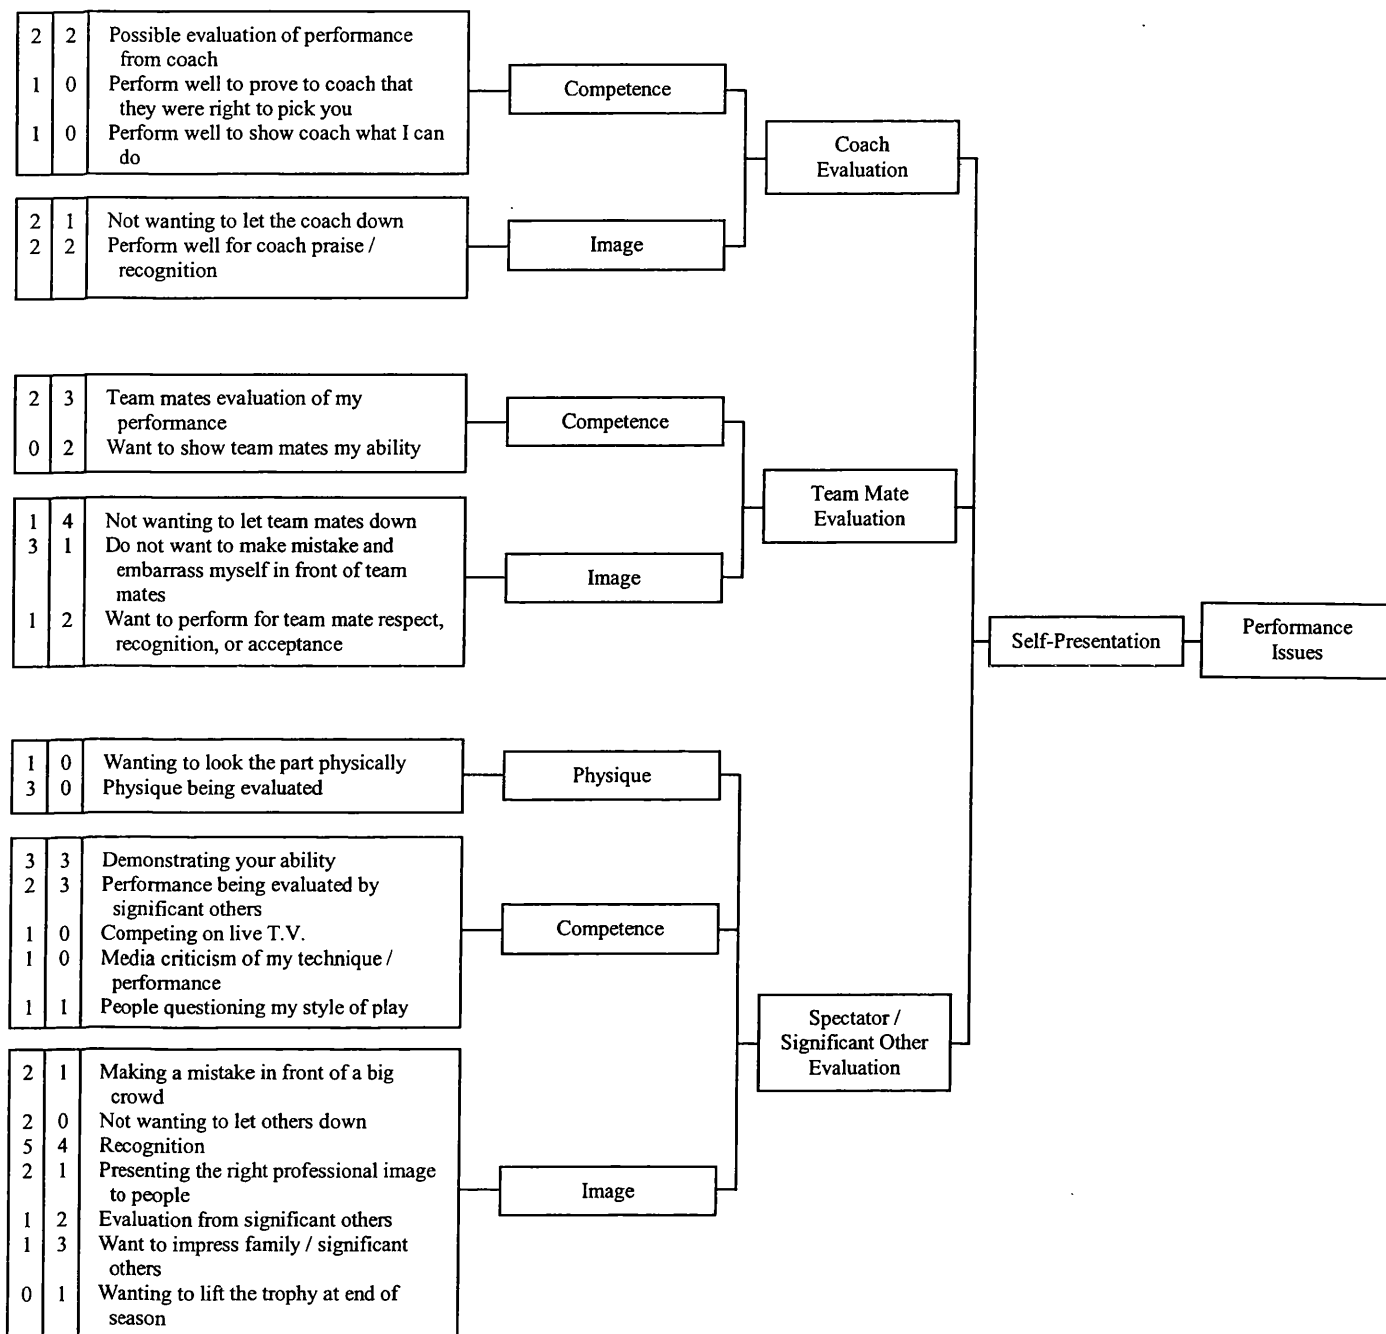 2 2 Possible evaluation of performance
from coach
1 0 Perform well to prove to coach that
they were right to pick you
1 0 Perform well to show coach what I can
do
Competence
2 1 Not wanting to let the coach down
2 2 Perform well for coach praise /
recognition
Image
Coach
Evaluation
2 3 Team mates evaluation of my
performance
0 2 Want to show team mates my ability
Competence
1 4 Not wanting to let team mates down
3 1 Do not want to make mistake and
embarrass myself in front of team
mates
1 2 Want to perform for team mate respect,
recognition, or acceptance
Image
Team Mate
Evaluation
1 0 Wanting to look the part physically
3 0 Physique being evaluated
Physique
3 3 Demonstrating your ability
2 3 Performance being evaluated by
significant others
1 0 Competing on live T.V.
1 0 Media criticism of my technique /
performance
1 1 People questioning my style of play
Competence
2 1 Making a mistake in front of a big
crowd
2 0 Not wanting to let others down
5 4 Recognition
2 1 Presenting the right professional image
to people
1 2 Evaluation from significant others
1 3 Want to impress family / significant
others
0 1 Wanting to lift the trophy at end of
season
Image
Spectator /
Significant Other
Evaluation
Self-Presentation
Performance
Issues